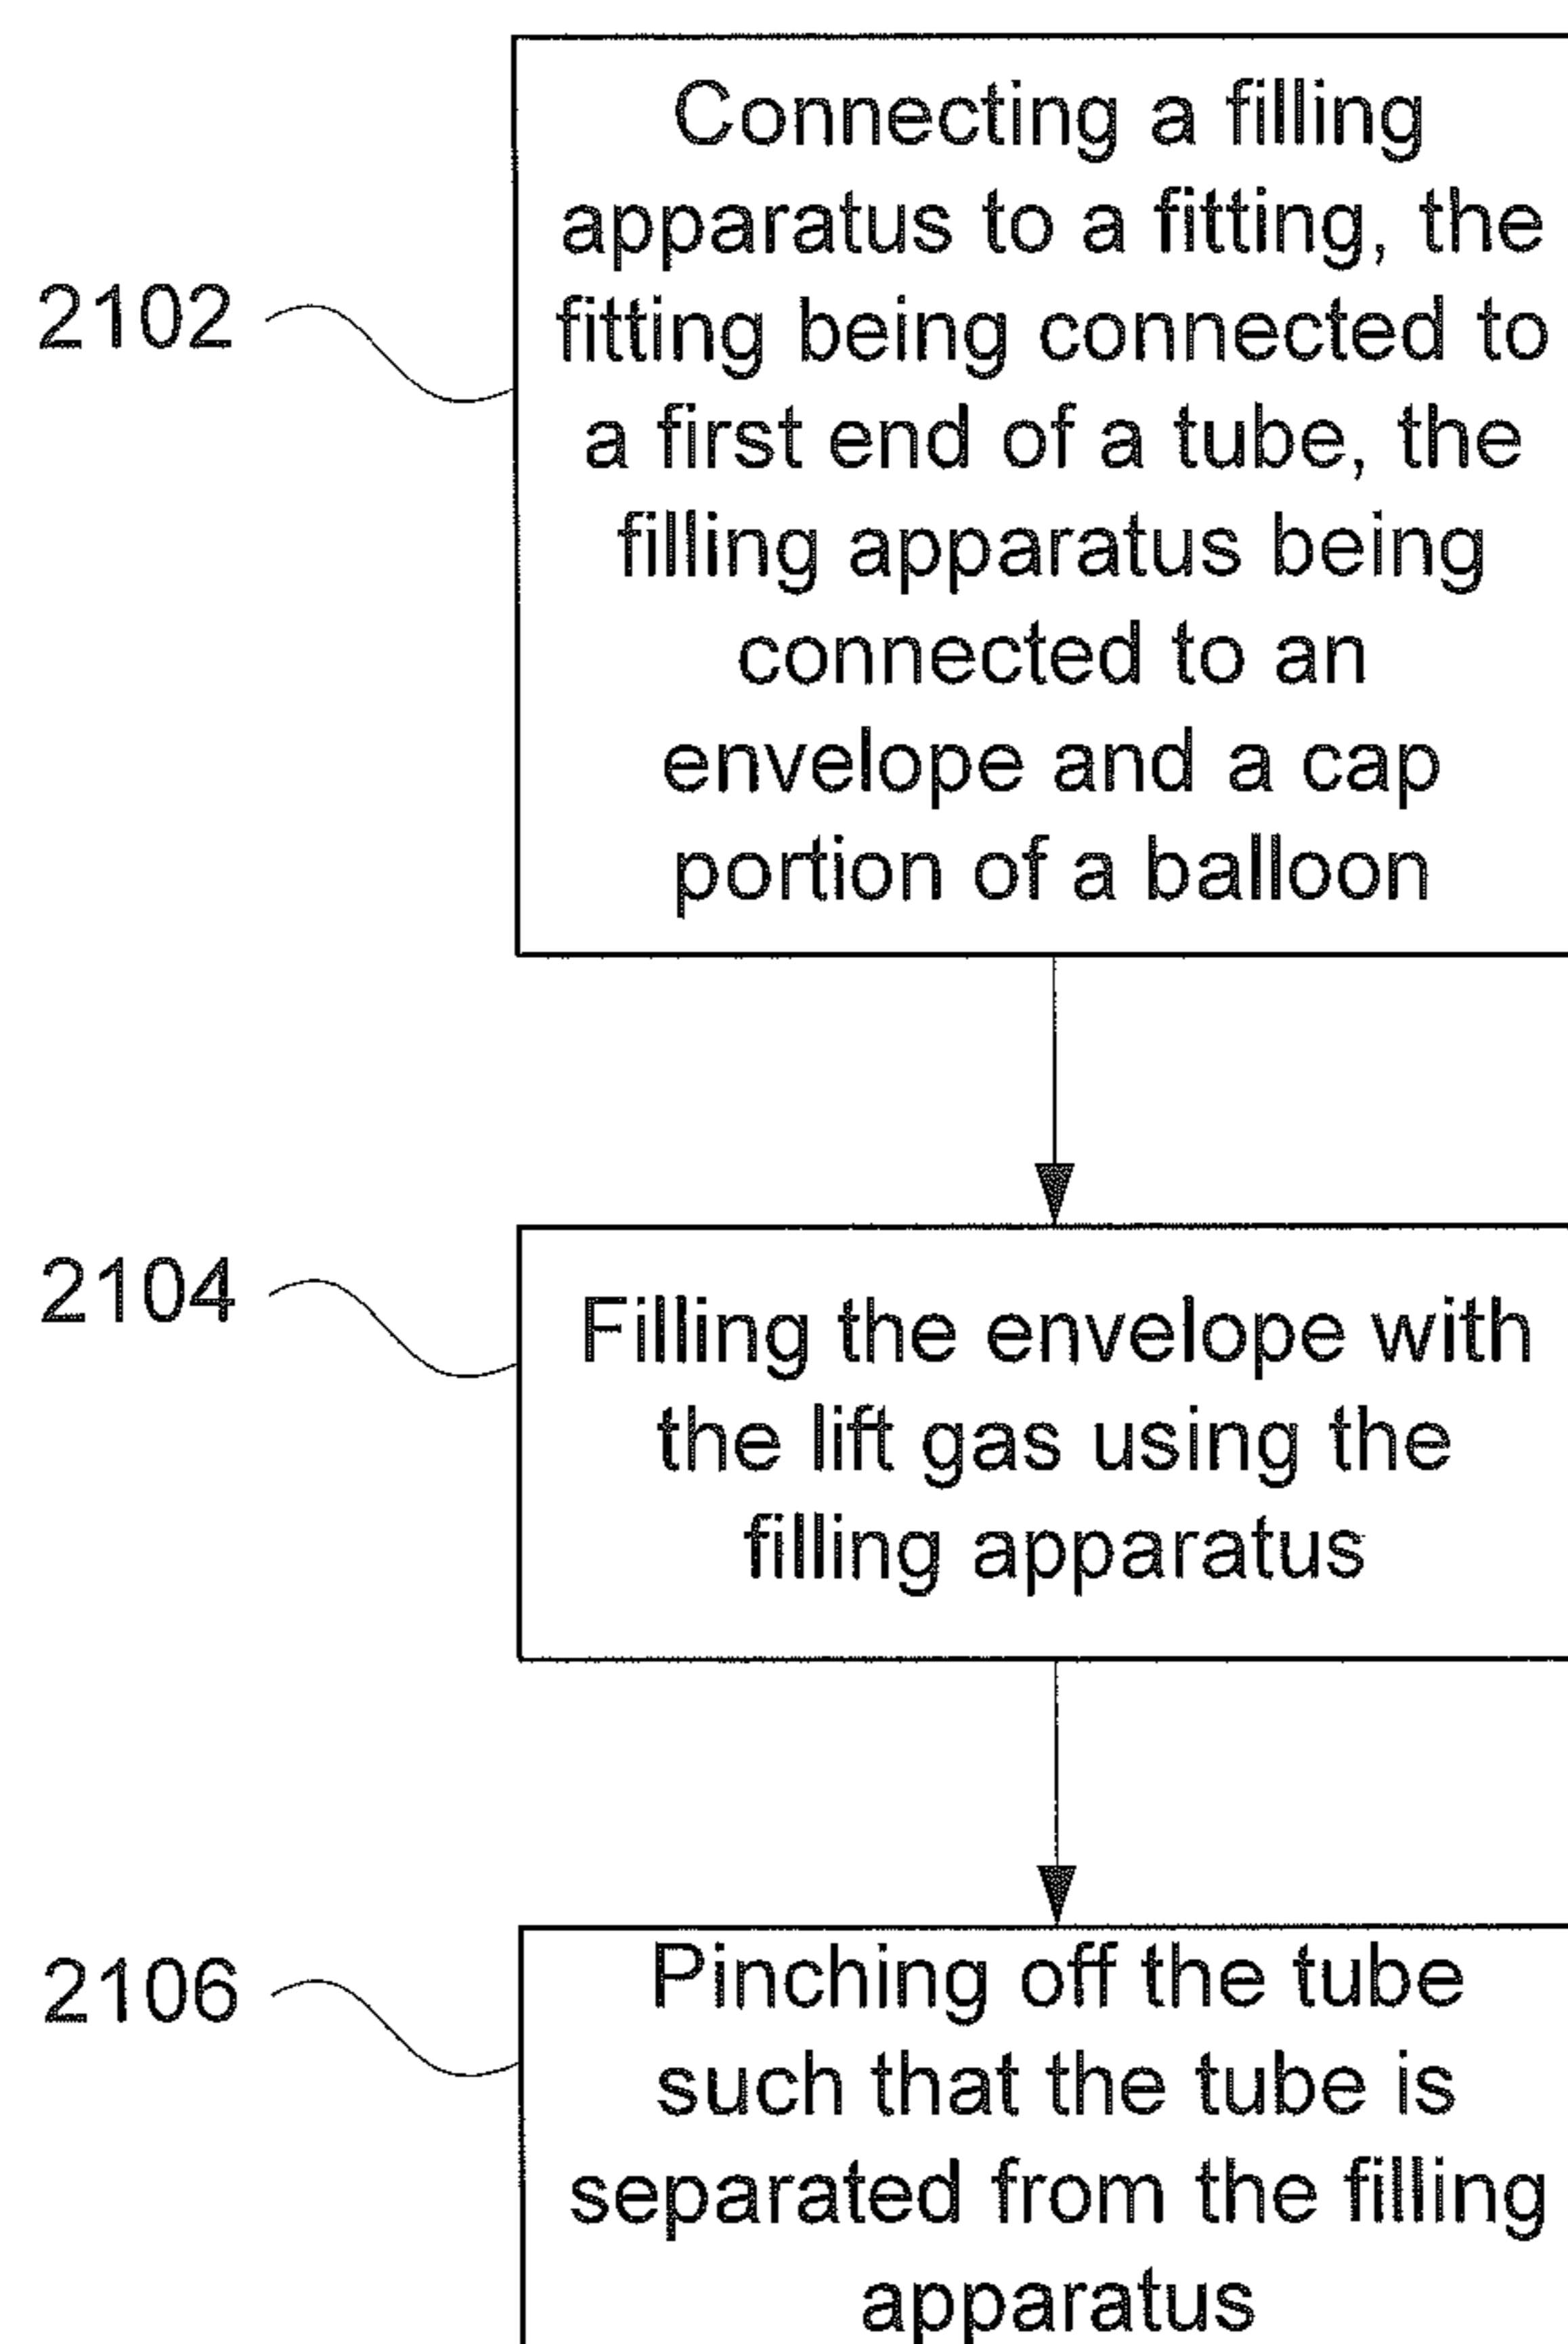 2102
Connecting a filling
apparatus to a fitting, the
fitting being connected to
a first end of a tube, the
filling apparatus being
connected to an
envelope and a cap
portion of a balloon
2104
Filling the envelope with
the lift gas using the
filling apparatus
2106
Pinching off the tube
such that the tube is
separated from the filling
apparatus